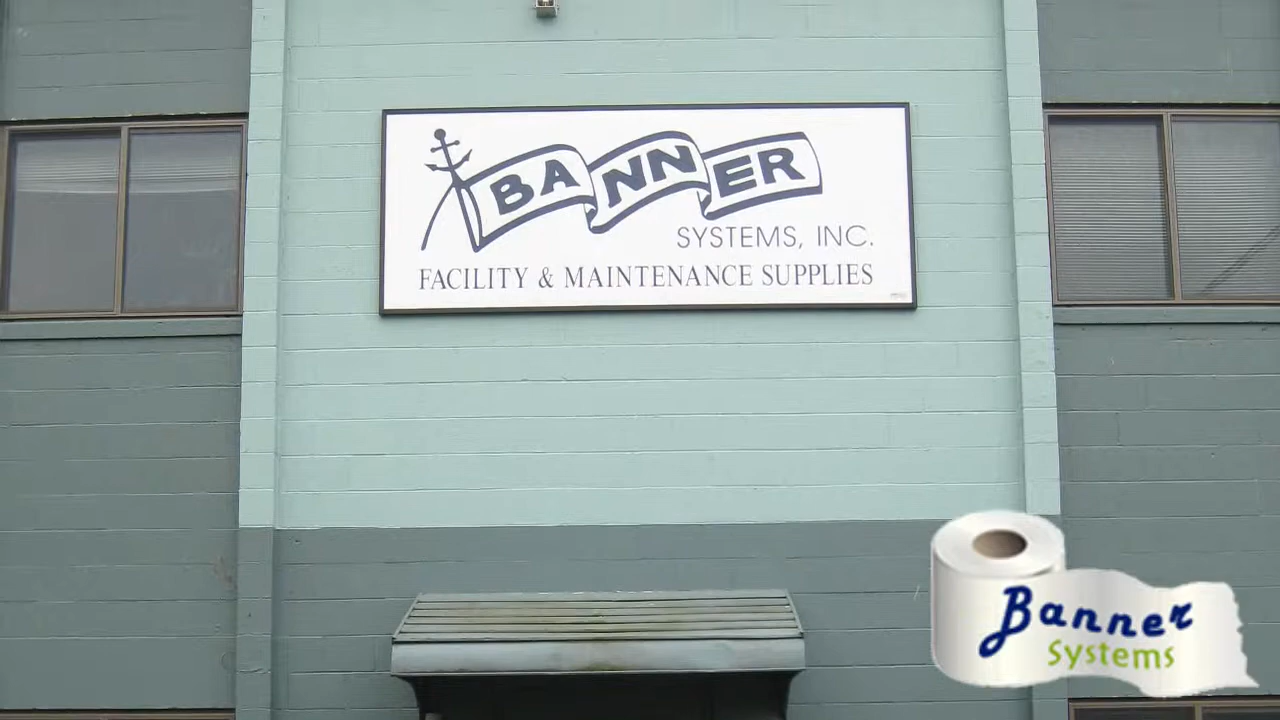 BANNER
SYSTEMS, INC.
FACILITY & MAINTENANCE SUPPLIES
Banner
Systems